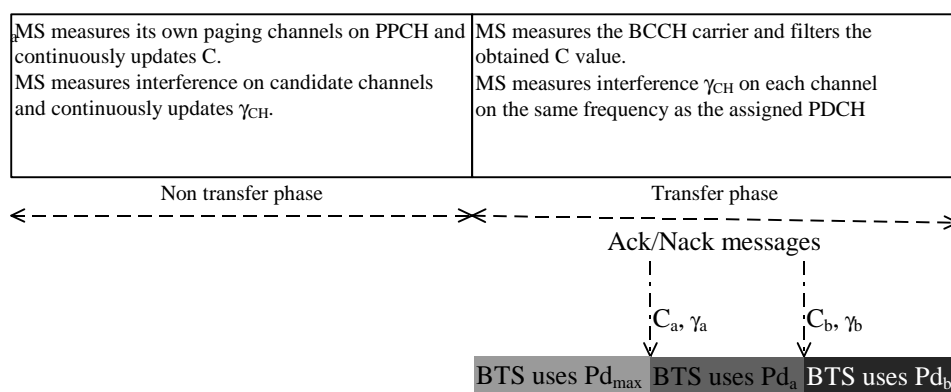 MS measures its own paging channels on PPCH and
continuously updates C.
MS measures interference on candidate channels
and continuously updates γCH.
MS measures the BCCH carrier and filters the
obtained C value.
MS measures interference γCH on each channel
on the same frequency as the assigned PDCH
a
Non transfer phase
Transfer phase
Ack/Nack messages
Ca, γa
Cb, γb
BTS uses Pdmax
BTS uses Pda
BTS uses Pdb